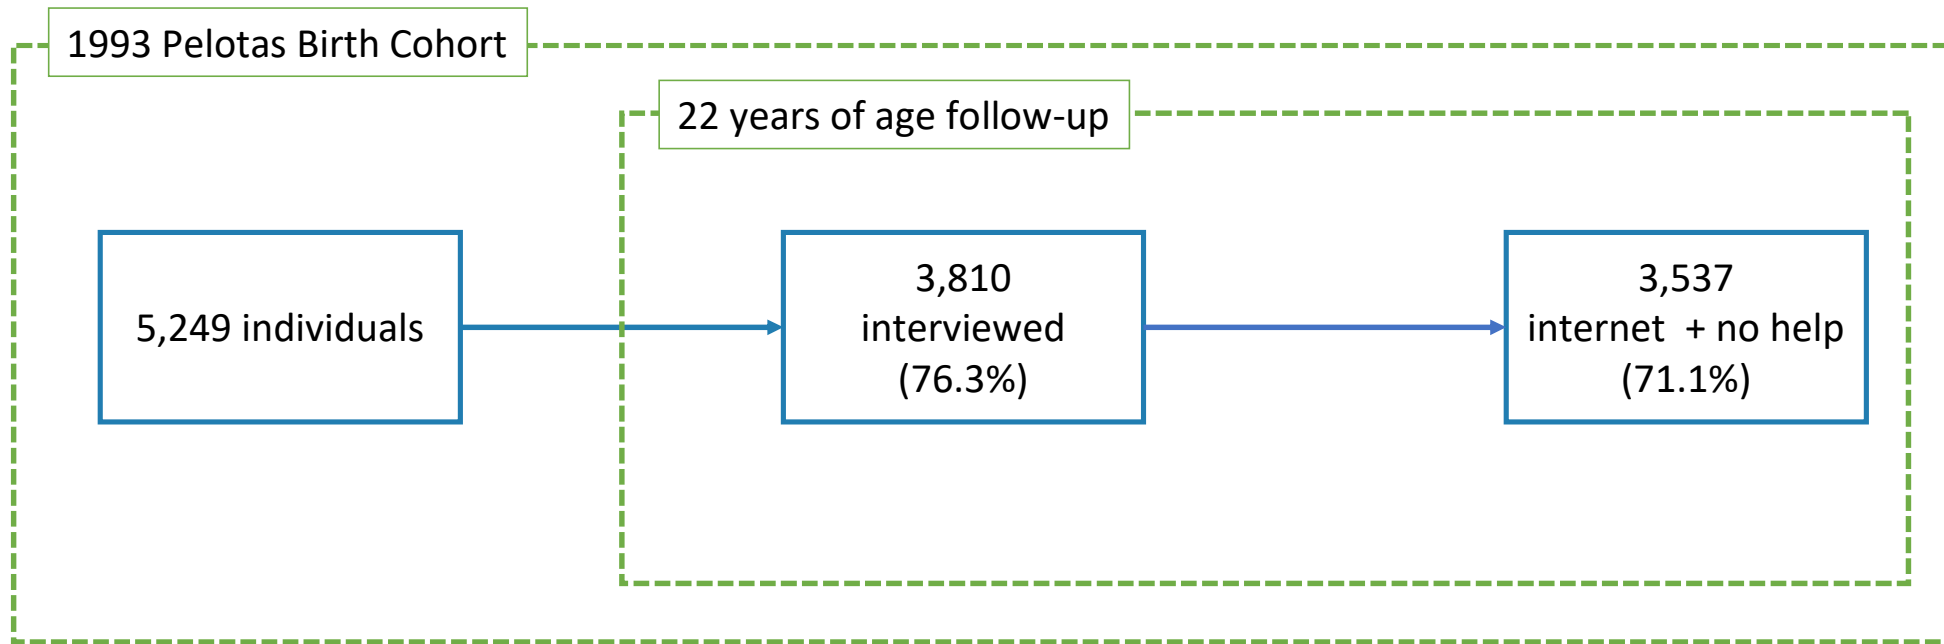 1993 Pelotas Birth Cohort
22 years of age follow-up
5,249 individuals
3,810
interviewed
(76.3%)
3,537
internet  + no help
(71.1%)